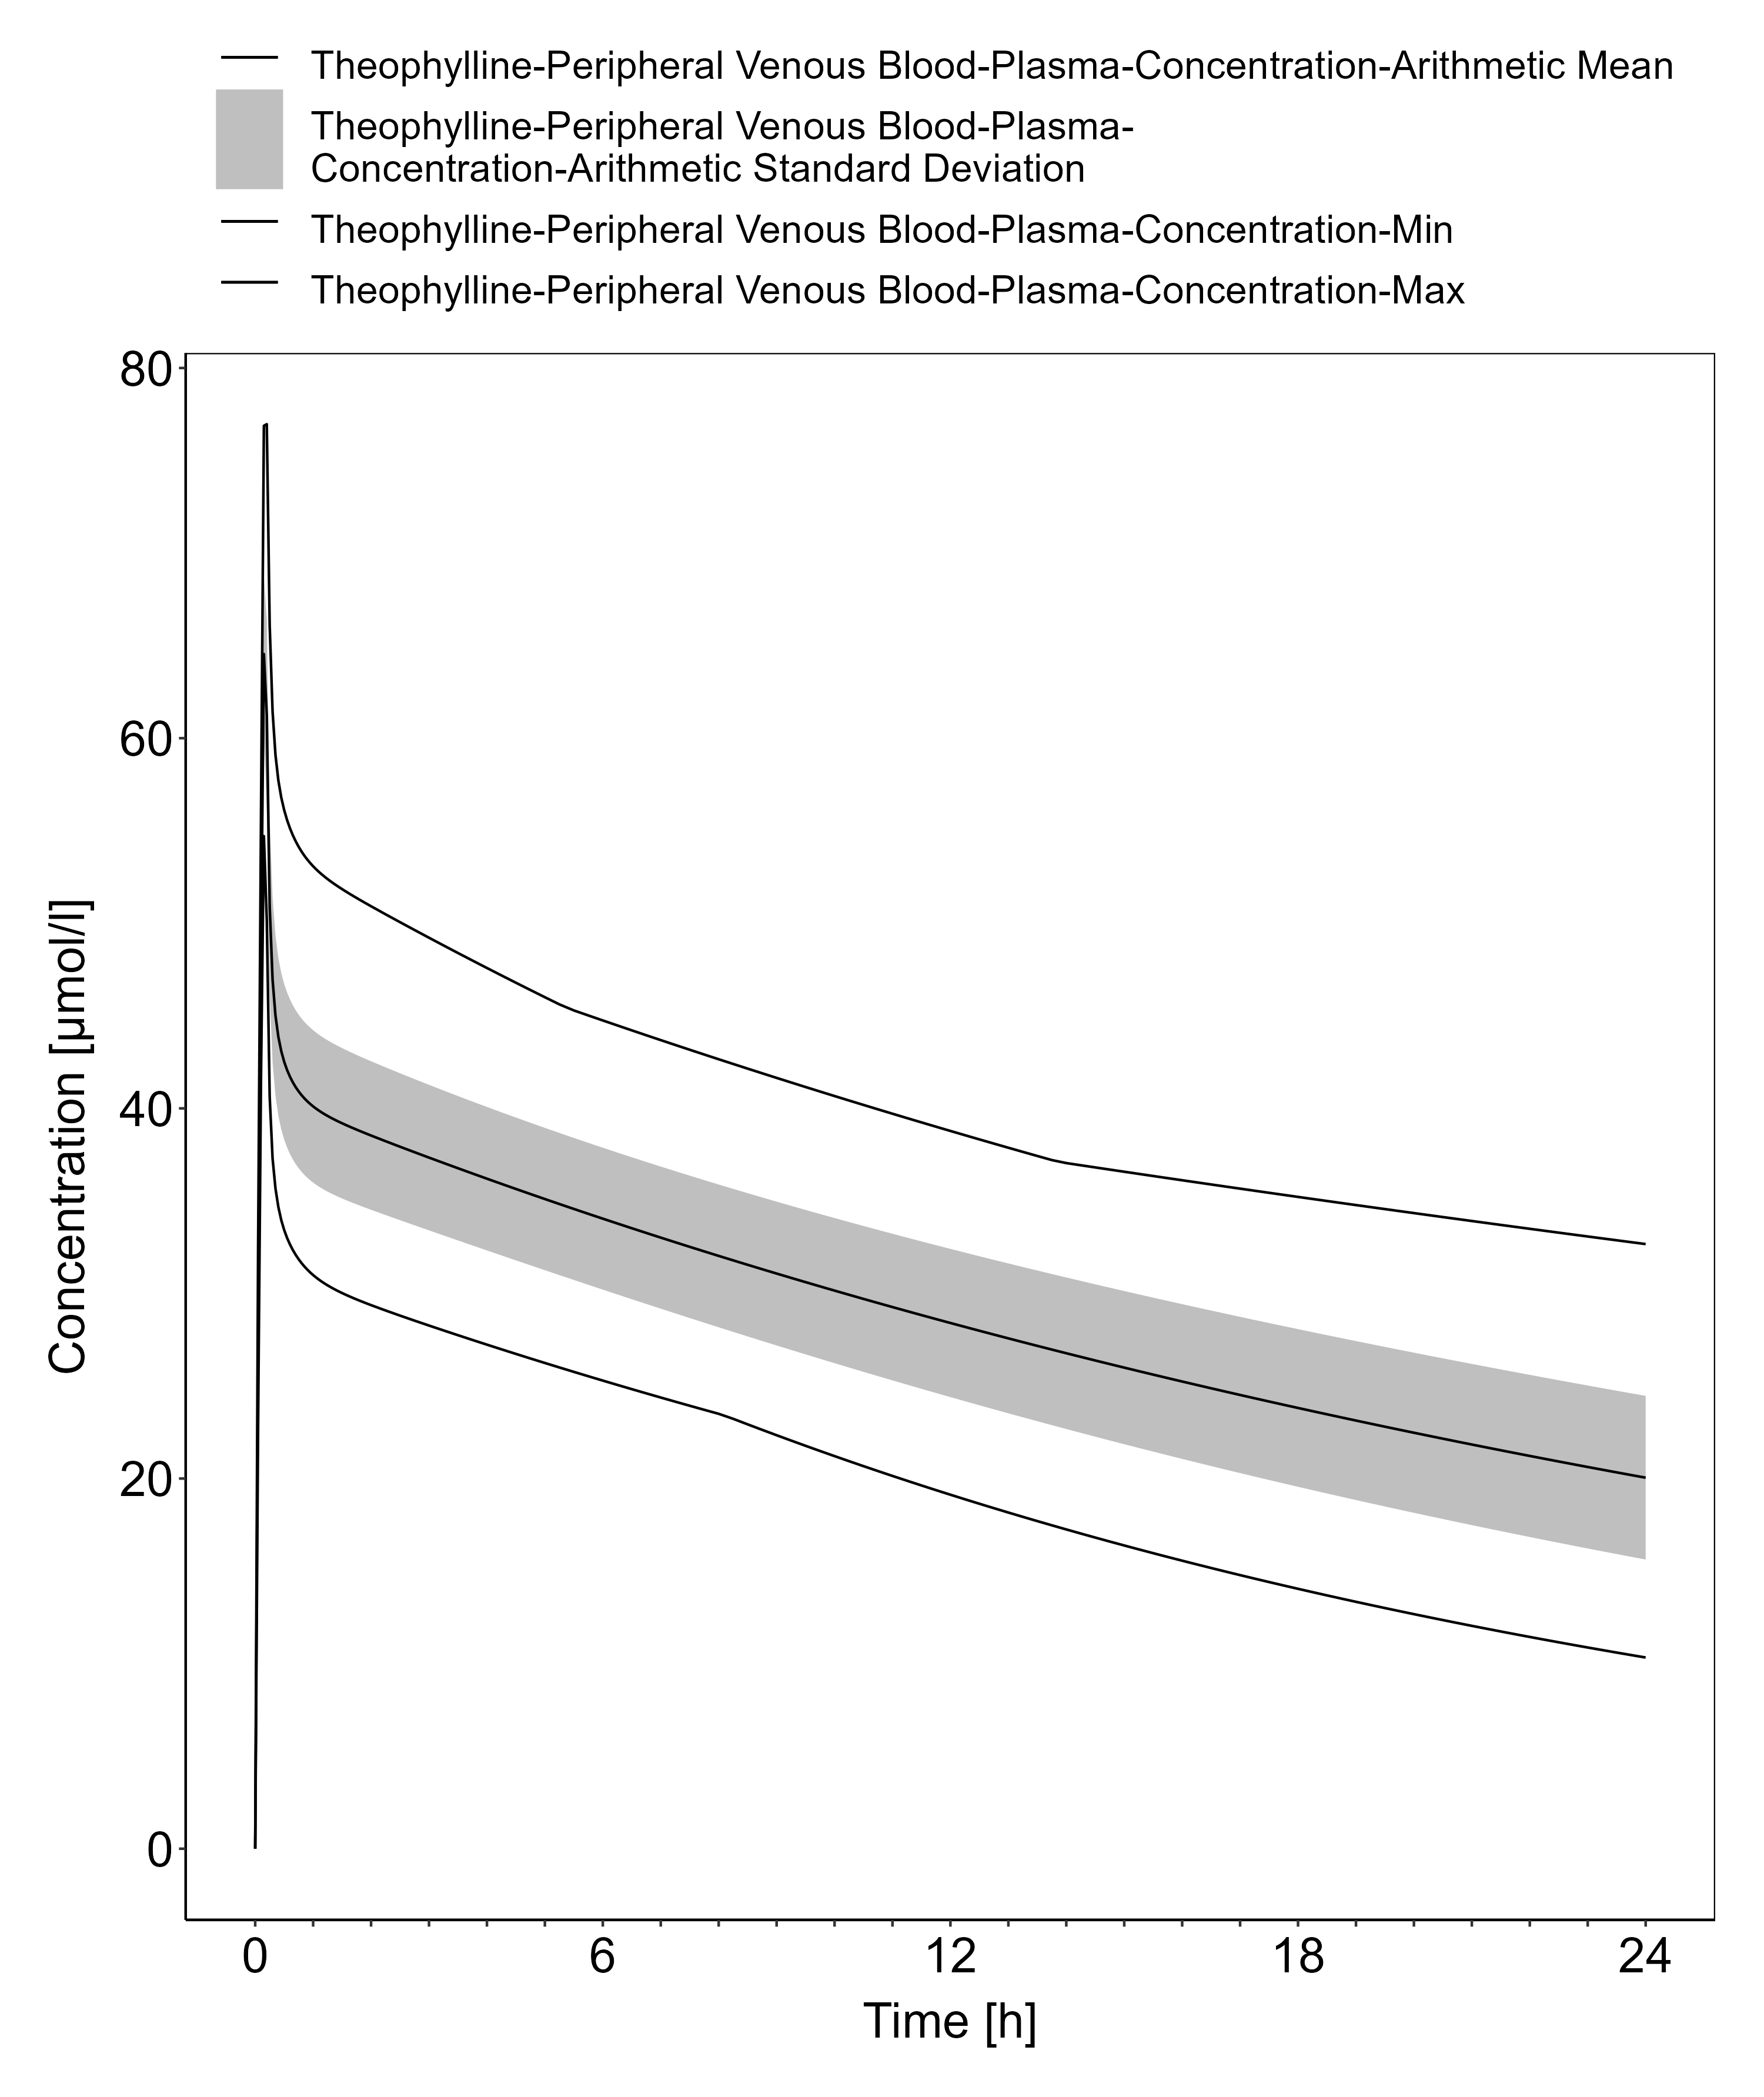 Theophylline-Peripheral Venous Blood-Plasma-Concentration-Arithmetic Mean
Theophylline-Peripheral Venous Blood-Plasma-
Concentration-Arithmetic Standard Deviation
Theophylline-Peripheral Venous Blood-Plasma-Concentration-Min
Theophylline-Peripheral Venous Blood-Plasma-Concentration-Max
80
60
40
20
0
Concentration [µmol/l]
0 6 12 18 24
Time [h]